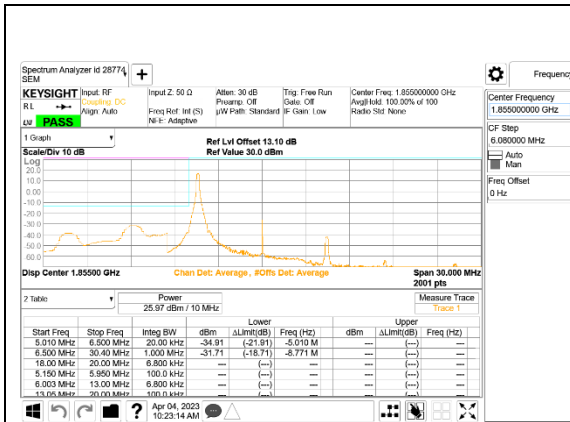 Spectrum Analyzer id 28774
SEM
Frequency
KEYSIGHT
RL
PASS
Input: RF
Coupling: DC
Align: Auto
Input Z: 50 Ω
Freq Ref: Int (S)
NFE: Adaptive
Atten: 30 dB
Preamp: Off
µW Path: Standard
Trig: Free Run
Gate: Off
IF Gain: Low
Center Freq: 1.855000000 GHz
Avg|Hold: 100.00% of 100
Radio Std: None
Center Frequency
1.855000000 GHz
CF Step
6.080000 MHz
Auto
Man
Freq Offset
0 Hz
1 Graph
Scale/Div 10 dB
Ref Lvl Offset 13.10 dB
Ref Value 30.0 dBm
Log
20.0
10.0
0.00
-10.0
-20.0
-30.0
-40.0
-50.0
-60.0
Disp Center 1.85500 GHz
Chan Det: Average , #Offs Det: Average
Span 30.000 MHz
2001 pts
2 Table
Power
25.97 dBm / 10 MHz
Measure Trace
Trace 1
Lower Upper
Start Freq Stop Freq Integ BW dBm ΔLimit(dB) Freq (Hz) dBm ΔLimit(dB) Freq (Hz)
5.010 MHz 6.500 MHz 20.00 kHz -34.91 (-21.91) -5.010 M --- (---) ---
6.500 MHz 30.40 MHz 1.000 MHz -31.71 (-18.71) -8.771 M --- (---) ---
18.00 MHz 20.00 MHz 6.800 kHz --- (---) --- --- (---) ---
5.150 MHz 5.950 MHz 100.0 kHz --- (---) --- --- (---) ---
6.003 MHz 13.00 MHz 6.800 kHz --- (---) --- --- (---) ---
13.05 MHz 20.00 MHz 100.0 kHz --- (---) --- --- (---) ---
Apr 04, 2023
10:23:14 AM